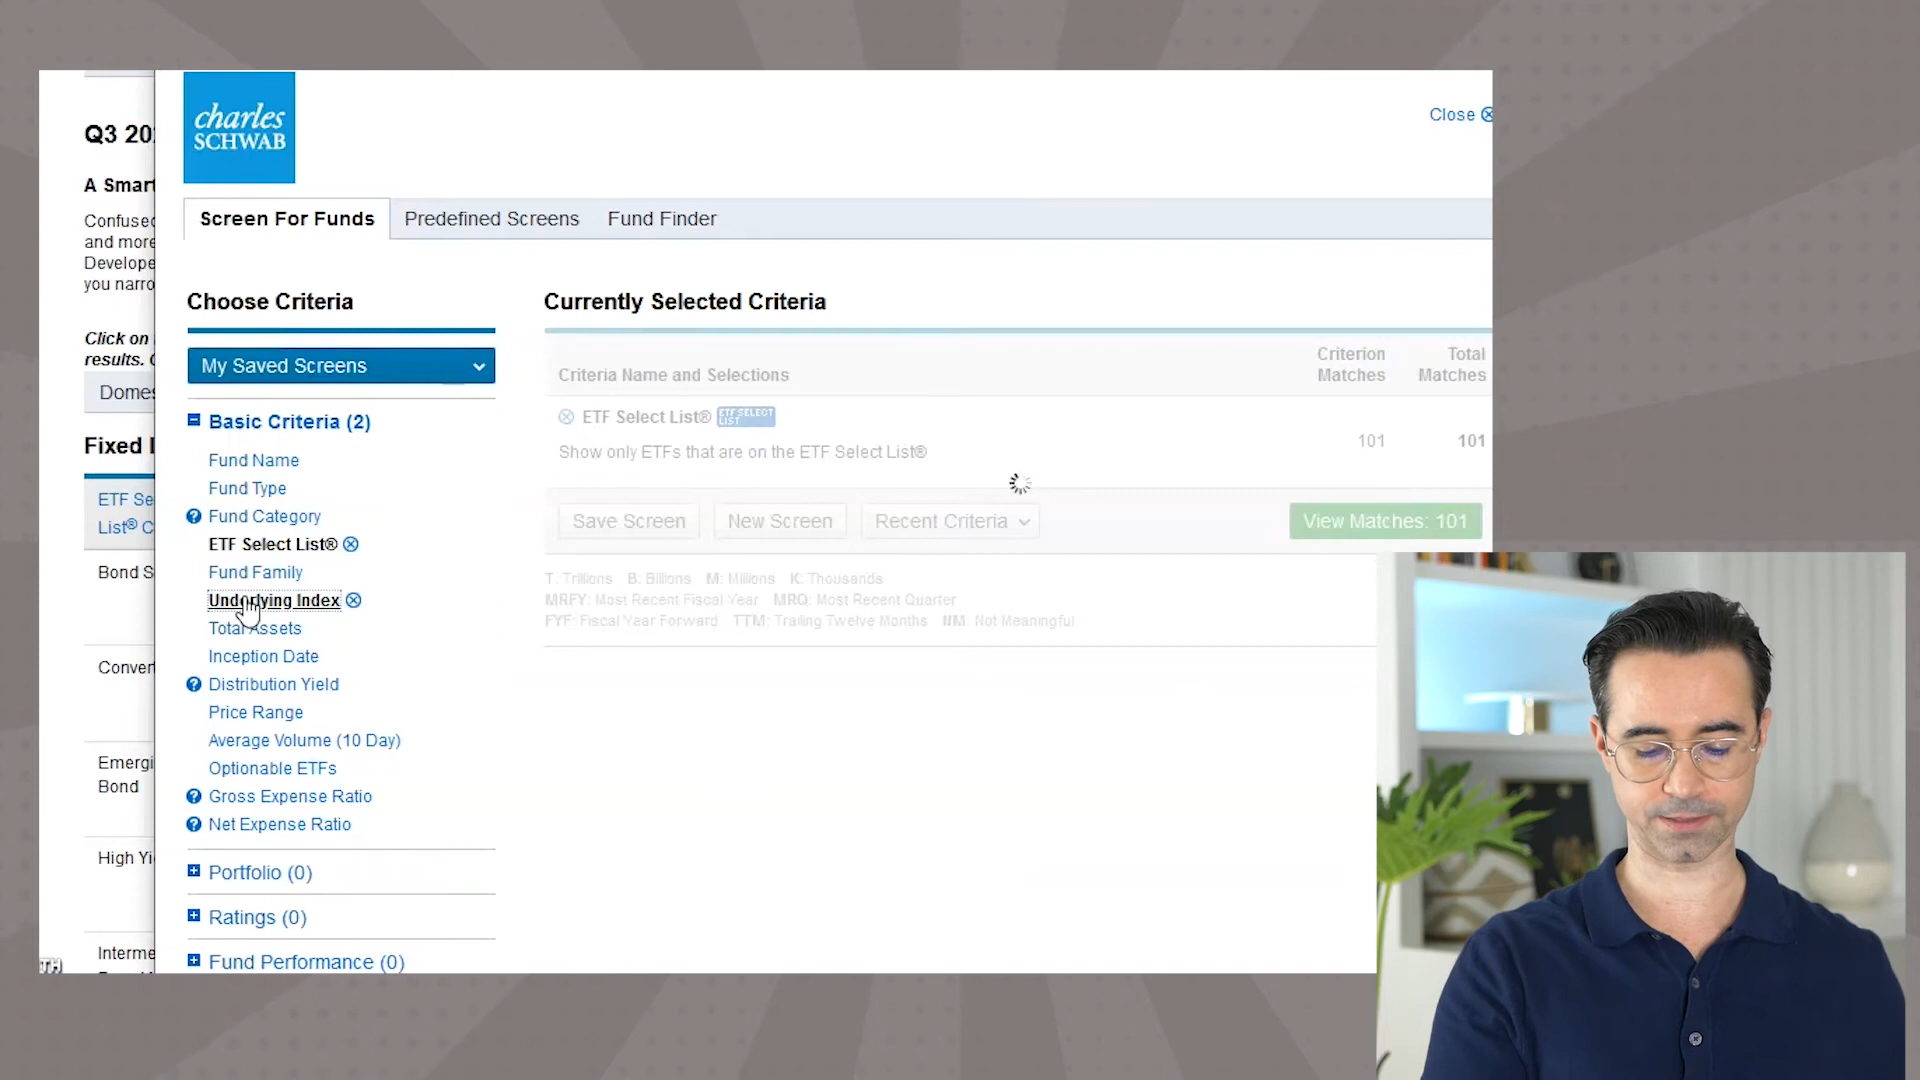 charles
SCHWAB
Close
Q3 202
A Smart
Confused
and more
Develope
you narro
Click on
results.
Domes
Fixed I
ETF Se
List® C
Bond S
Convert
Emergi
Bond
High Yi
Interme
Screen For Funds
Predefined Screens
Fund Finder
Choose Criteria
My Saved Screens
Basic Criteria (2)
Fund Name
Fund Type
Fund Category
ETF Select List®
Fund Family
Underlying Index
Total Assets
Inception Date
Distribution Yield
Price Range
Average Volume (10 Day)
Optionable ETFs
Gross Expense Ratio
Net Expense Ratio
Portfolio (0)
Ratings (0)
Fund Performance (0)
Currently Selected Criteria
Criteria Name and Selections
Criterion
Matches
Total
Matches
ETF Select List® ETF SELECT
LIST
Show only ETFs that are on the ETF Select List®
101
101
Save Screen
New Screen
Recent Criteria
View Matches: 101
T: Trillions B: Billions M: Millions K: Thousands
MRFY: Most Recent Fiscal Year MRQ: Most Recent Quarter
FYF: Fiscal Year Forward TTM: Trailing Twelve Months NM: Not Meaningful
TH